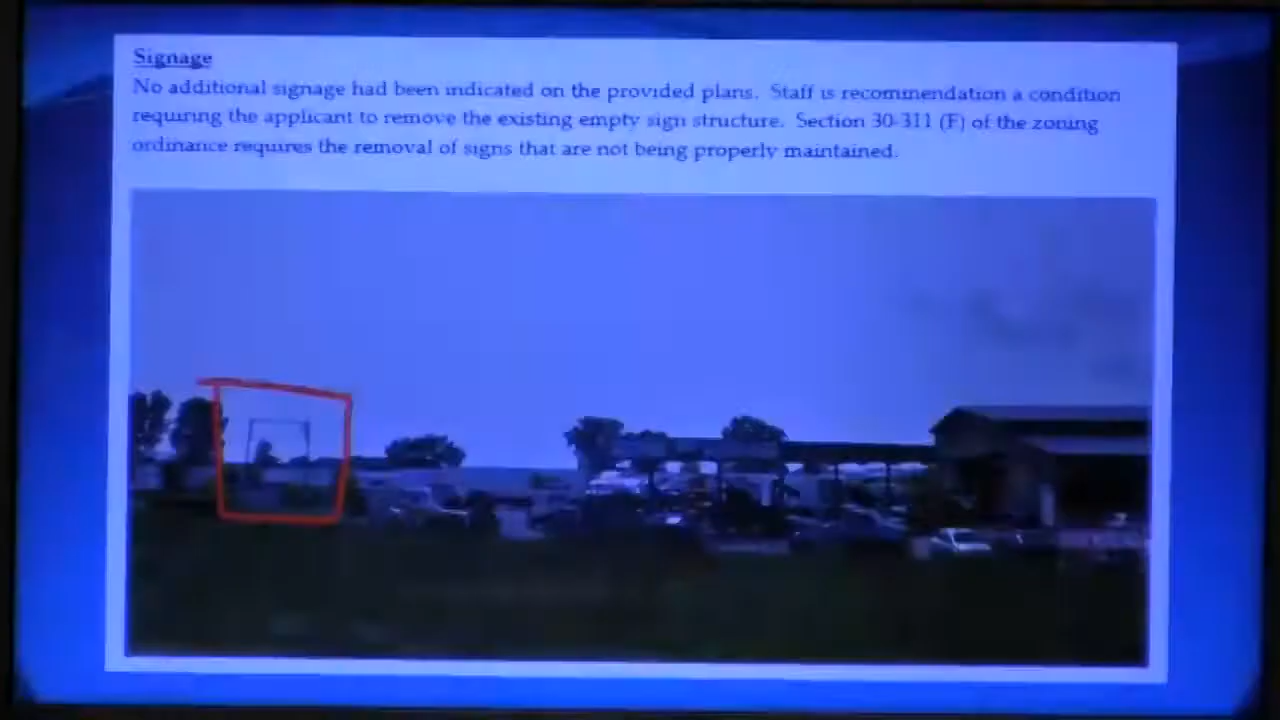 Signage
No additional signage had been indicated on the provided plans. Staff is recommendation a condition
requiring the applicant to remove the existing empty sign structure. Section 30-311 (F) of the zoning
ordinance requires the removal of signs that are not being properly maintained.